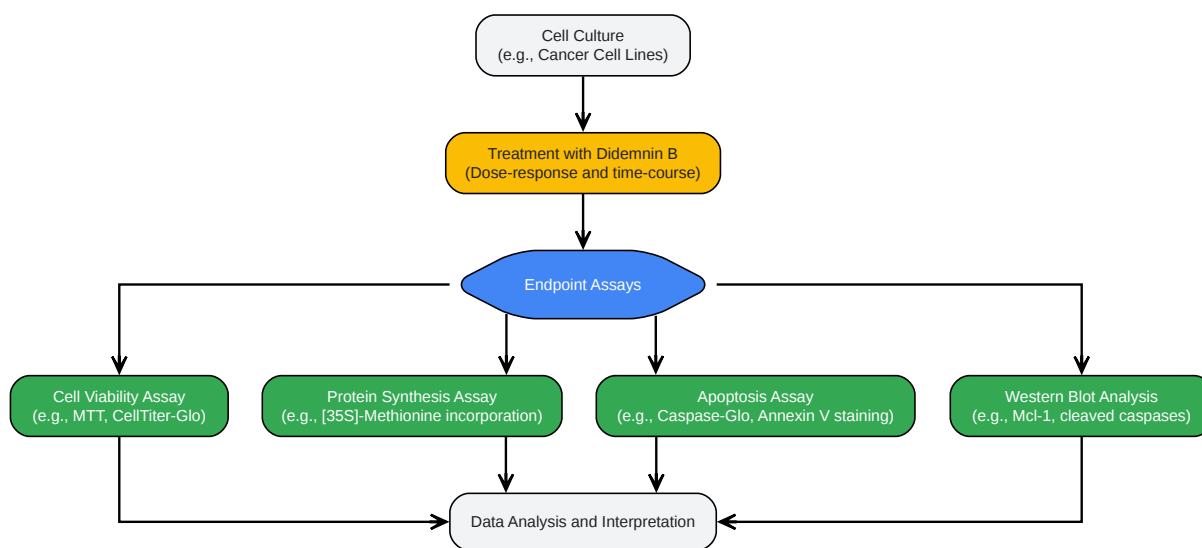 Cell Culture
(e.g., Cancer Cell Lines)
Treatment with Didemnin B
(Dose-response and time-course)
Endpoint Assays
Cell Viability Assay
(e.g., MTT, CellTiter-Glo)
Protein Synthesis Assay
(e.g., [35S]-Methionine incorporation)
Apoptosis Assay
(e.g., Caspase-Glo, Annexin V staining)
Western Blot Analysis
(e.g., Mcl-1, cleaved caspases)
Data Analysis and Interpretation